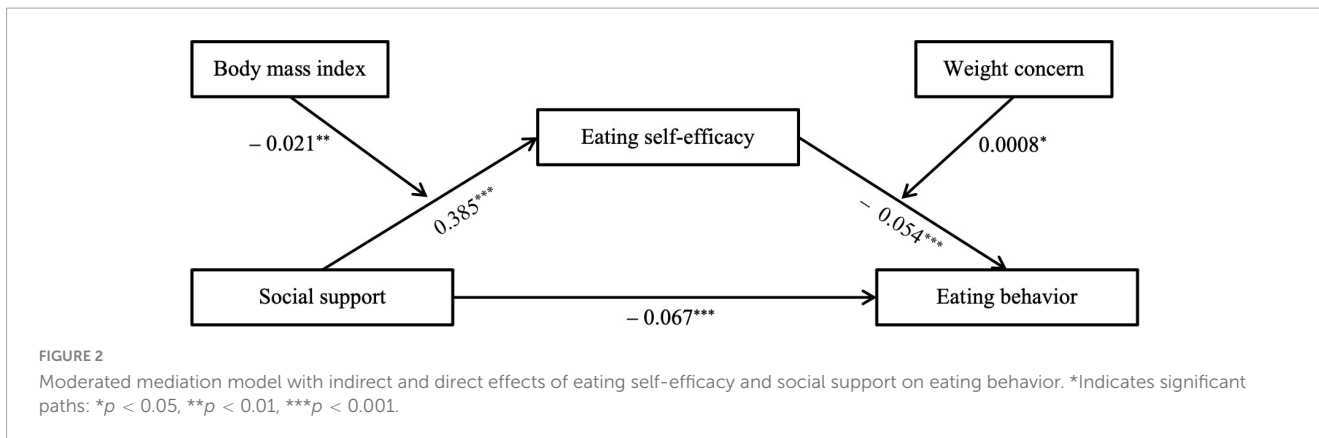 Body mass index
Weight concern
– 0.021**
Eating self-efficacy
0.0008*
0.385***
– 0.054***
Social support
Eating behavior
– 0.067***
FIGURE 2
Moderated mediation model with indirect and direct effects of eating self-efficacy and social support on eating behavior. *Indicates significant
paths: *p < 0.05, **p < 0.01, ***p < 0.001.